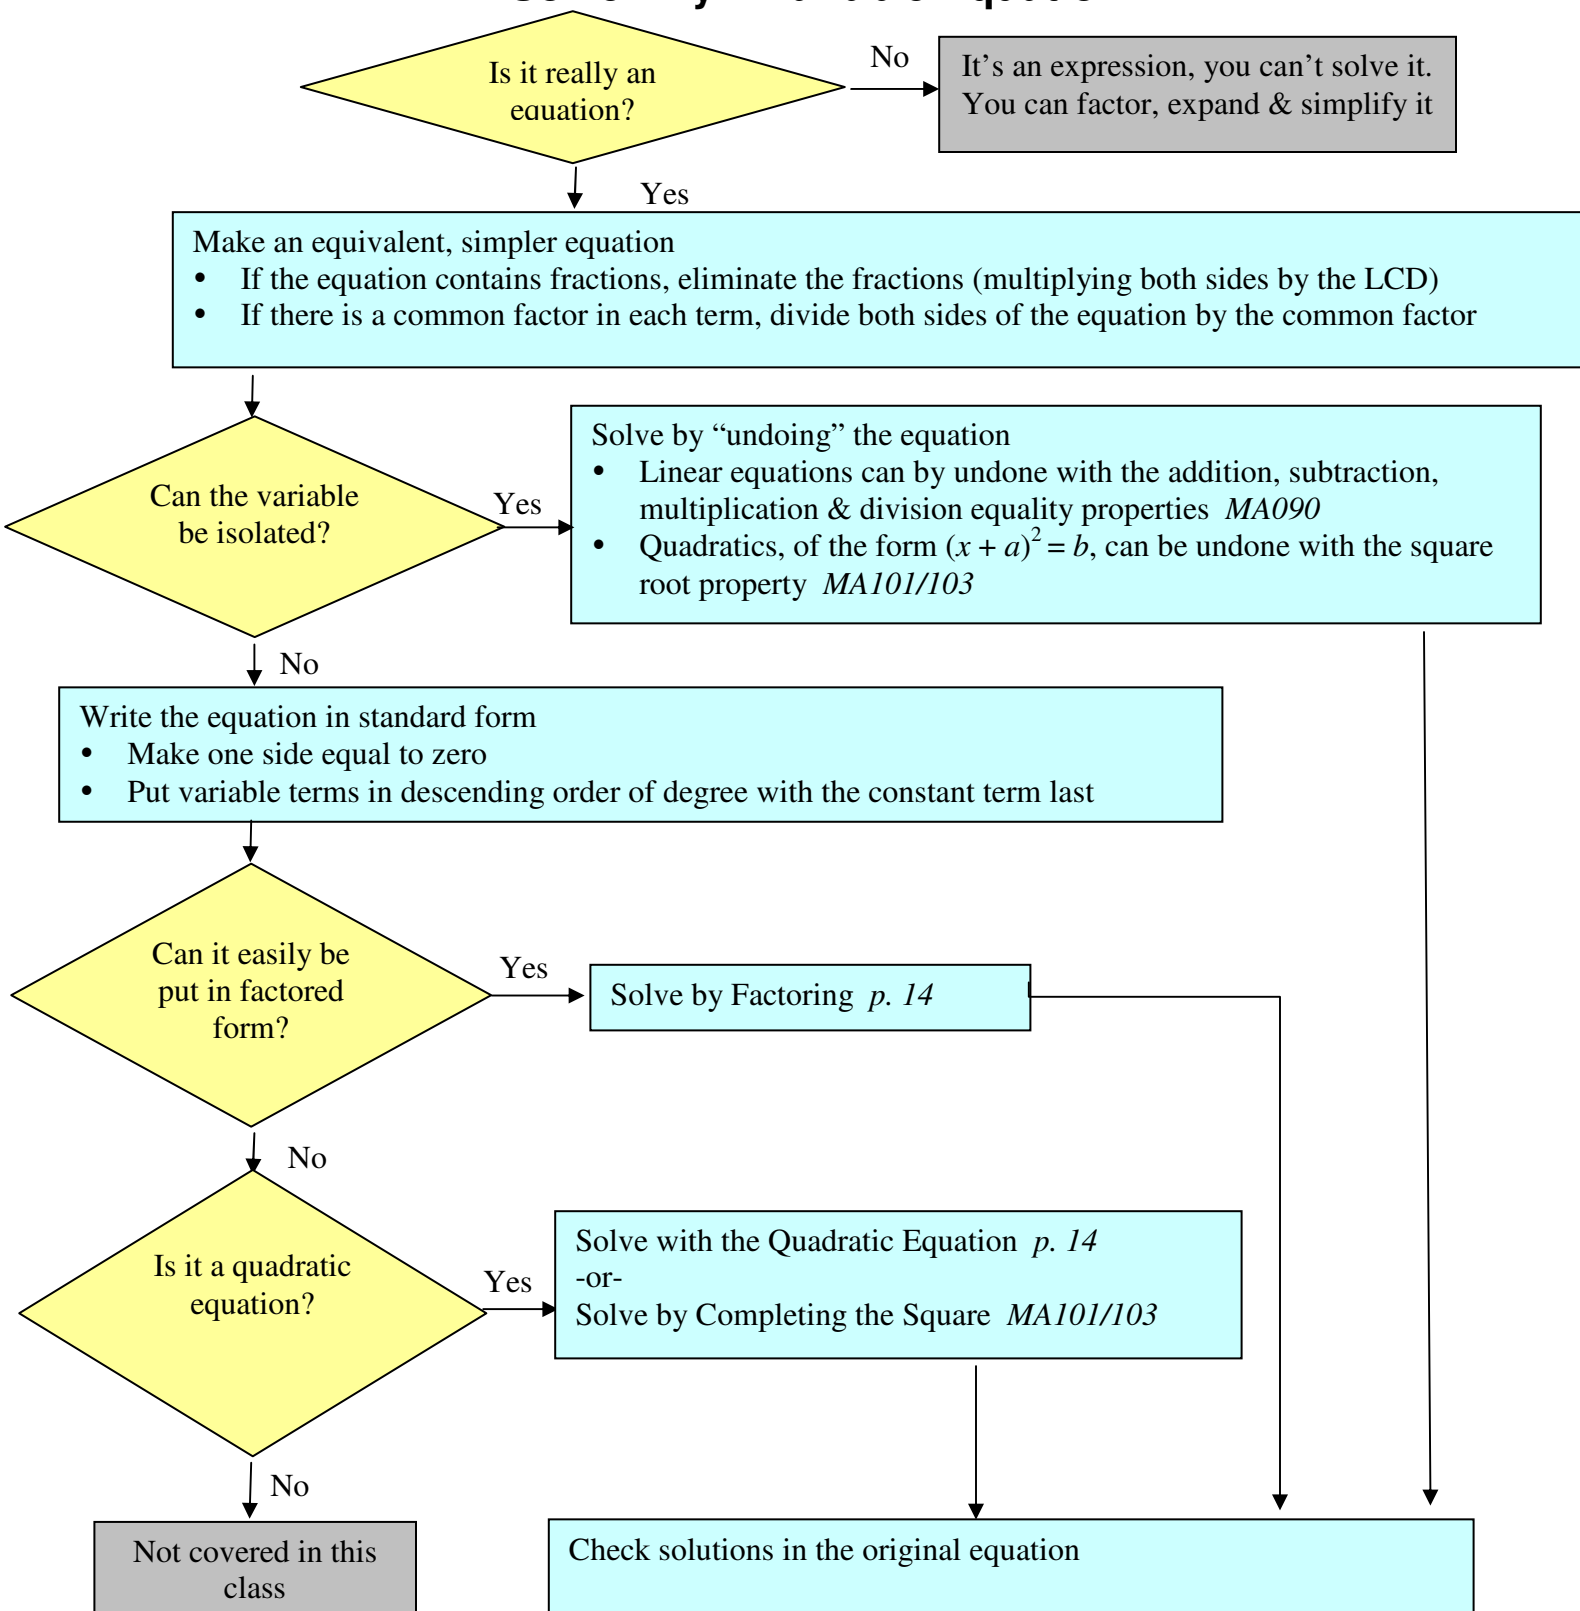 Is it really an
equation?
No
It’s an expression, you can’t solve it.
You can factor, expand & simplify it
Yes
Make an equivalent, simpler equation
• If the equation contains fractions, eliminate the fractions (multiplying both sides by the LCD)
• If there is a common factor in each term, divide both sides of the equation by the common factor
Can the variable
be isolated?
Yes
Solve by “undoing” the equation
• Linear equations can by undone with the addition, subtraction,
multiplication & division equality properties MA090
• Quadratics, of the form (x + a)² = b, can be undone with the square
root property MA101/103
No
Write the equation in standard form
• Make one side equal to zero
• Put variable terms in descending order of degree with the constant term last
Can it easily be
put in factored
form?
Yes
Solve by Factoring p. 14
No
Is it a quadratic
equation?
Yes
Solve with the Quadratic Equation p. 14
-or-
Solve by Completing the Square MA101/103
No
Not covered in this
class
Check solutions in the original equation